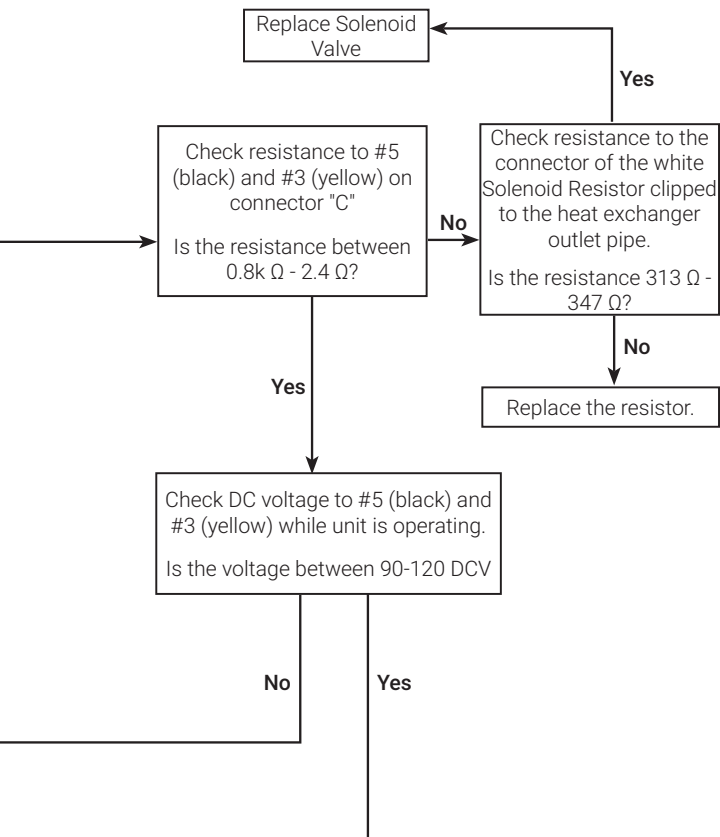 Replace Solenoid
Valve
Yes
Check resistance to #5
(black) and #3 (yellow) on
connector "C"
Is the resistance between
0.8k Ω - 2.4 Ω?
No
Check resistance to the
connector of the white
Solenoid Resistor clipped
to the heat exchanger
outlet pipe.
Is the resistance 313 Ω -
347 Ω?
No
Replace the resistor.
Yes
Check DC voltage to #5 (black) and
#3 (yellow) while unit is operating.
Is the voltage between 90-120 DCV
No
Yes